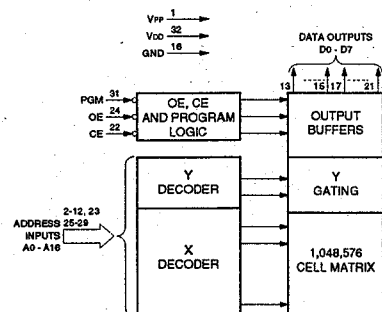 VPP 1
VDD 32
GND 16
DATA OUTPUTS
D0 - D7
13 15 17 21
PGM 31
OE 24
CE 22
OE, CE
AND PROGRAM
LOGIC
OUTPUT
BUFFERS
Y
DECODER
Y
GATING
2-12, 23
25-29
ADDRESS
INPUTS
A0 - A16
X
DECODER
1,048,576
CELL MATRIX